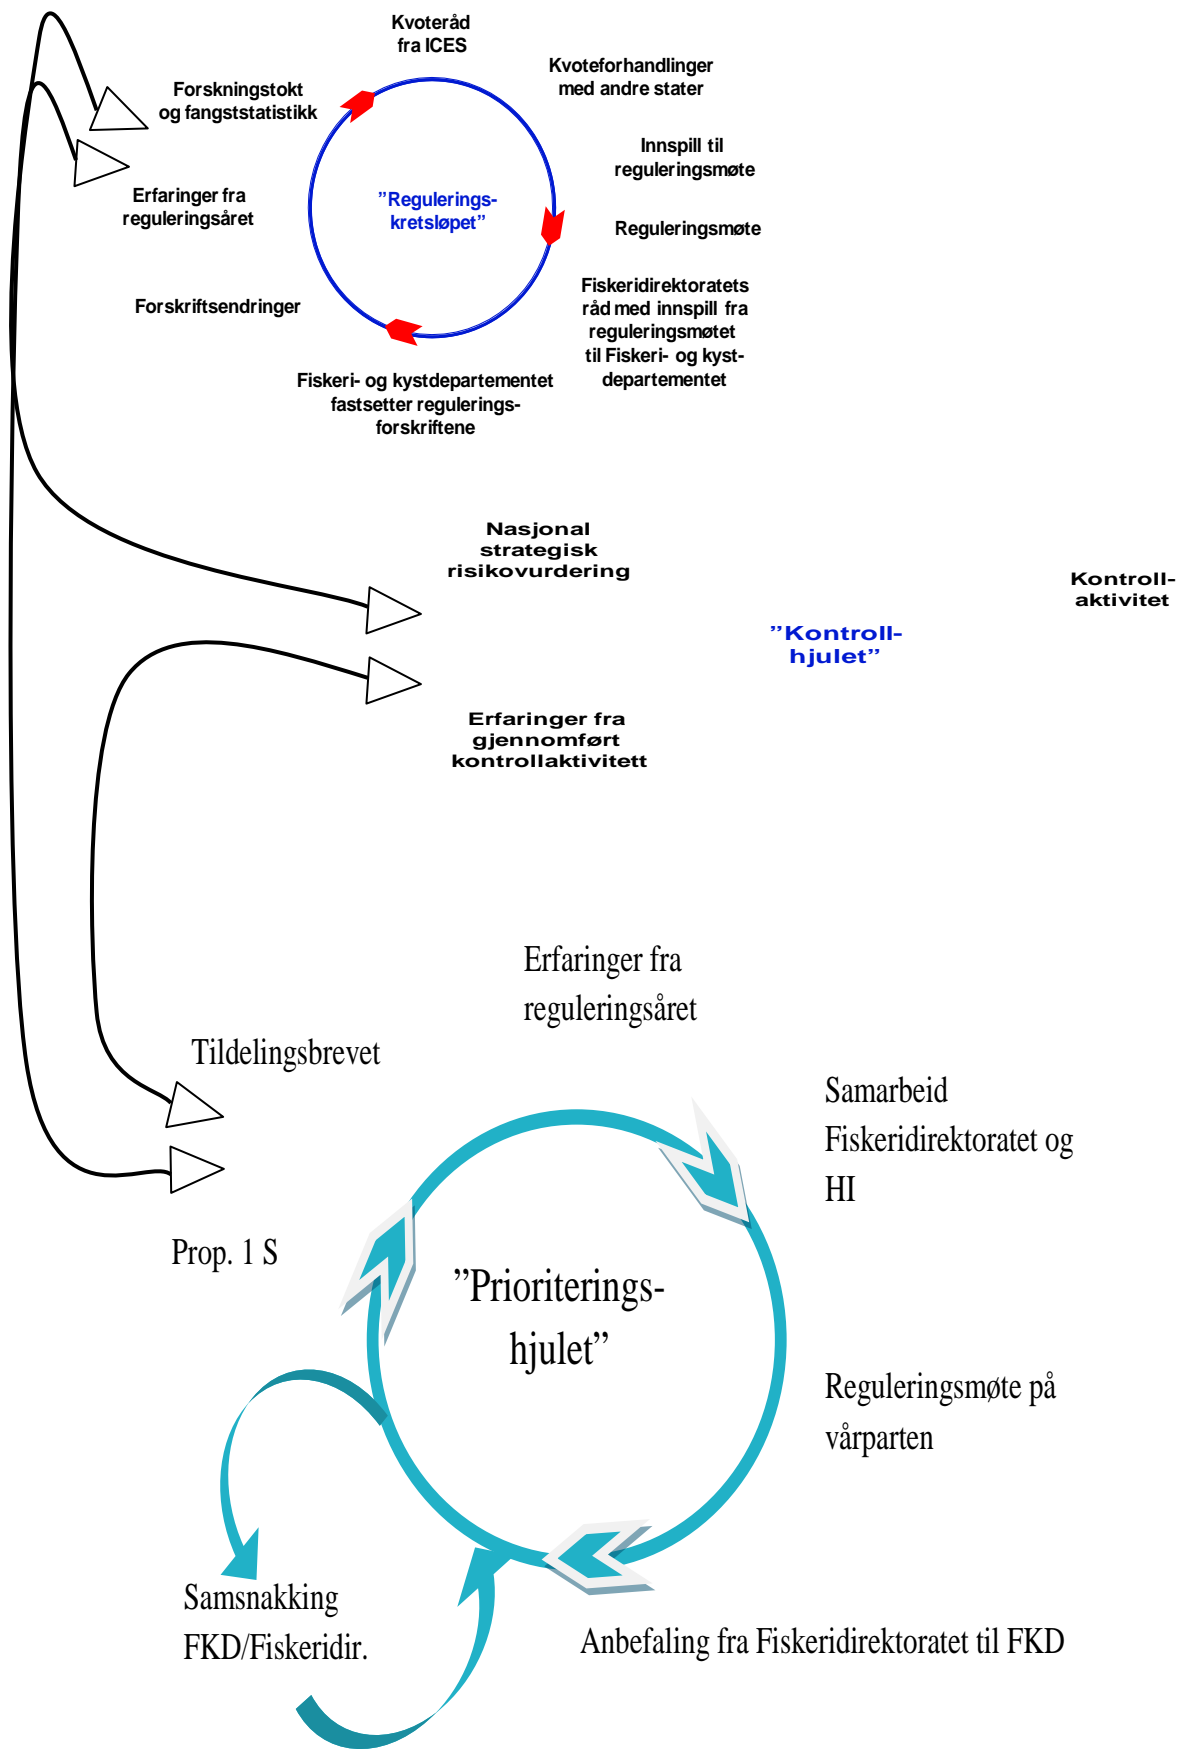 Kvoteråd
fra ICES
Kvoteforhandlinger
med andre stater
Forskningstokt
og fangststatistikk
Innspill til
reguleringsmøte
Erfaringer fra
reguleringsåret
”Regulerings-
kretsløpet”
Reguleringsmøte
Forskriftsendringer
Fiskeridirektoratets
råd med innspill fra
reguleringsmøtet
til Fiskeri- og kyst-
departementet
Fiskeri- og kystdepartementet
fastsetter regulerings-
forskriftene
Nasjonal
strategisk
risikovurdering
Kontroll-
aktivitet
”Kontroll-
hjulet”
Erfaringer fra
gjennomført
kontrollaktivitett
Erfaringer fra
reguleringsåret
Tildelingsbrevet
Samarbeid
Fiskeridirektoratet og
HI
Prop. 1 S
”Prioriterings-
hjulet”
Reguleringsmøte på
vårparten
Samsnakking
FKD/Fiskeridir.
Anbefaling fra Fiskeridirektoratet til FKD